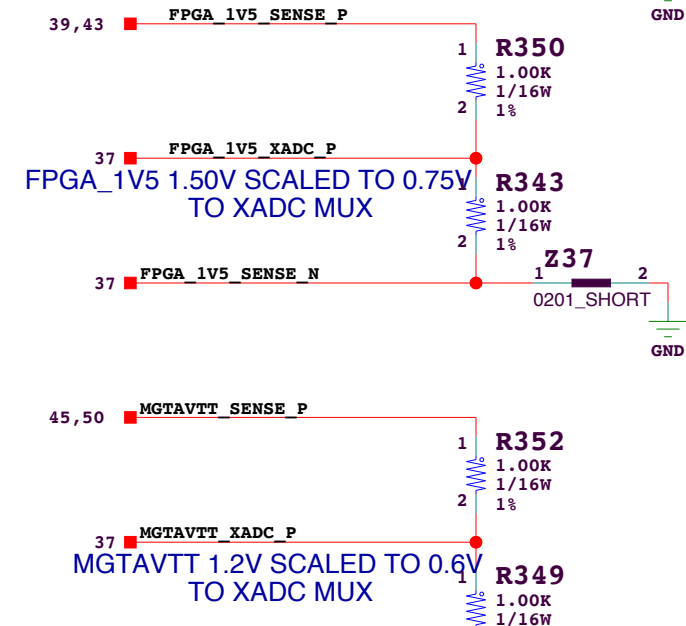 GND
39,43
FPGA_1V5_SENSE_P
1
R350
1.00K
1/16W
2
1%
37
FPGA_1V5_XADC_P
FPGA_1V5 1.50V SCALED TO 0.75V
TO XADC MUX
1
R343
1.00K
1/16W
2
1%
37
FPGA_1V5_SENSE_N
Z37
1
2
0201_SHORT
GND
45,50
MGTAVTT_SENSE_P
1
R352
1.00K
1/16W
2
1%
37
MGTAVTT_XADC_P
MGTAVTT 1.2V SCALED TO 0.6V
TO XADC MUX
1
R349
1.00K
1/16W